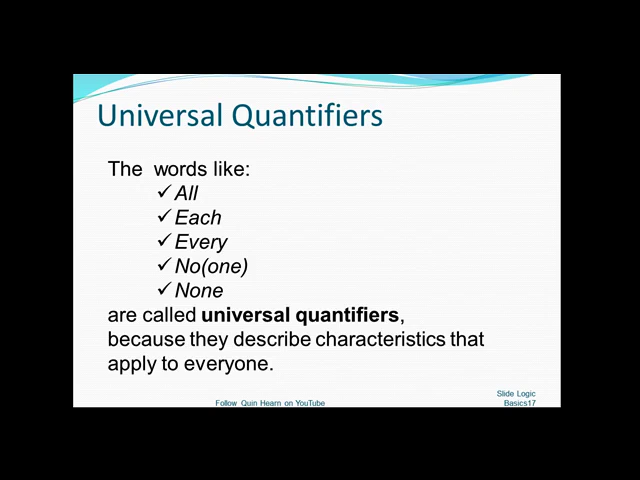 Universal Quantifiers
The words like:
✓ All
✓ Each
✓ Every
✓ No(one)
✓ None
are called universal quantifiers,
because they describe characteristics that
apply to everyone.
Slide Logic
Follow Quin Hearn on YouTube Basics17